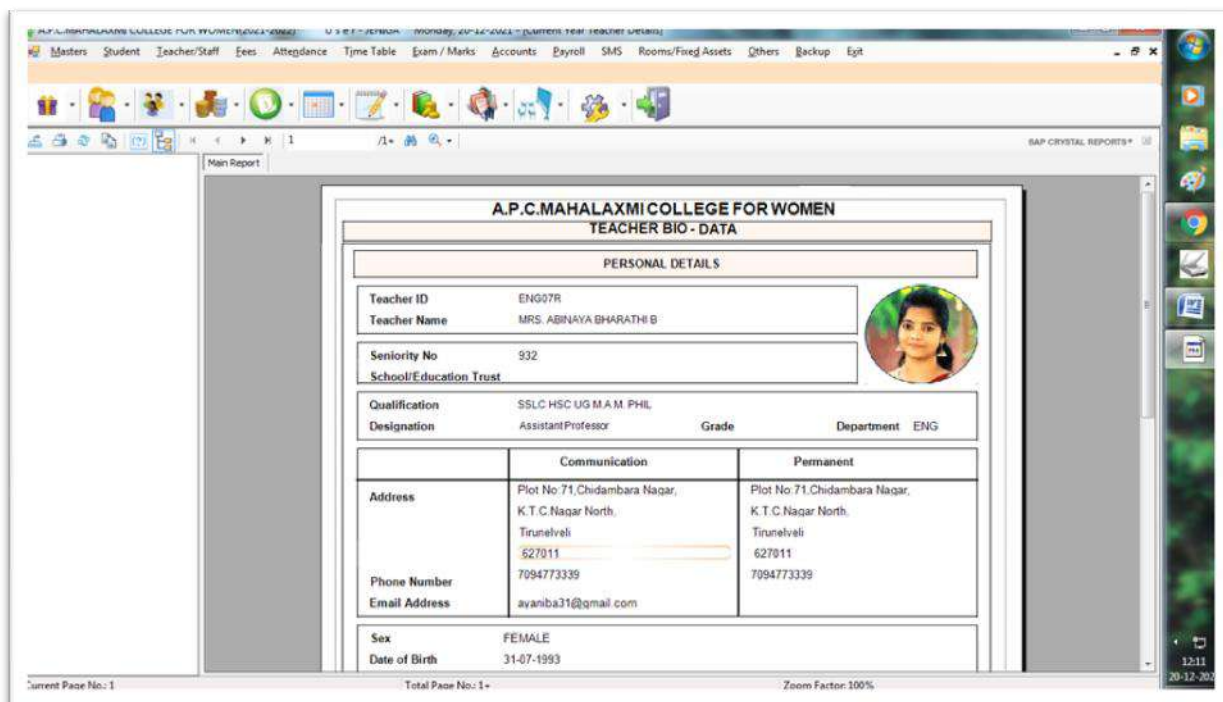 A.P.C.MAHALAXMI COLLEGE FOR WOMEN(2021-2022) User-JENIGA Monday, 20-12-2021 - [Current Year Teacher Details]
Masters Student Teacher/Staff Fees Attendance Time Table Exam / Marks Accounts Payroll SMS Rooms/Fixed Assets Others Backup Exit
1 /1+ SAP CRYSTAL REPORTS
Main Report
A.P.C.MAHALAXMI COLLEGE FOR WOMEN
TEACHER BIO - DATA
PERSONAL DETAILS
Teacher ID ENG07R
Teacher Name MRS. ABINAYA BHARATHI B
Seniority No 932
School/Education Trust
Qualification SSLC HSC UG M.A M. PHIL
Designation Assistant Professor Grade Department ENG
Communication Permanent
Address Plot No:71,Chidambara Nagar, Plot No:71,Chidambara Nagar,
K.T.C.Nagar North, K.T.C.Nagar North,
Tirunelveli Tirunelveli
627011 627011
Phone Number 7094773339 7094773339
Email Address ayaniba31@gmail.com
Sex FEMALE
Date of Birth 31-07-1993
Current Page No.: 1 Total Page No.: 1+ Zoom Factor: 100%
12:11
20-12-202